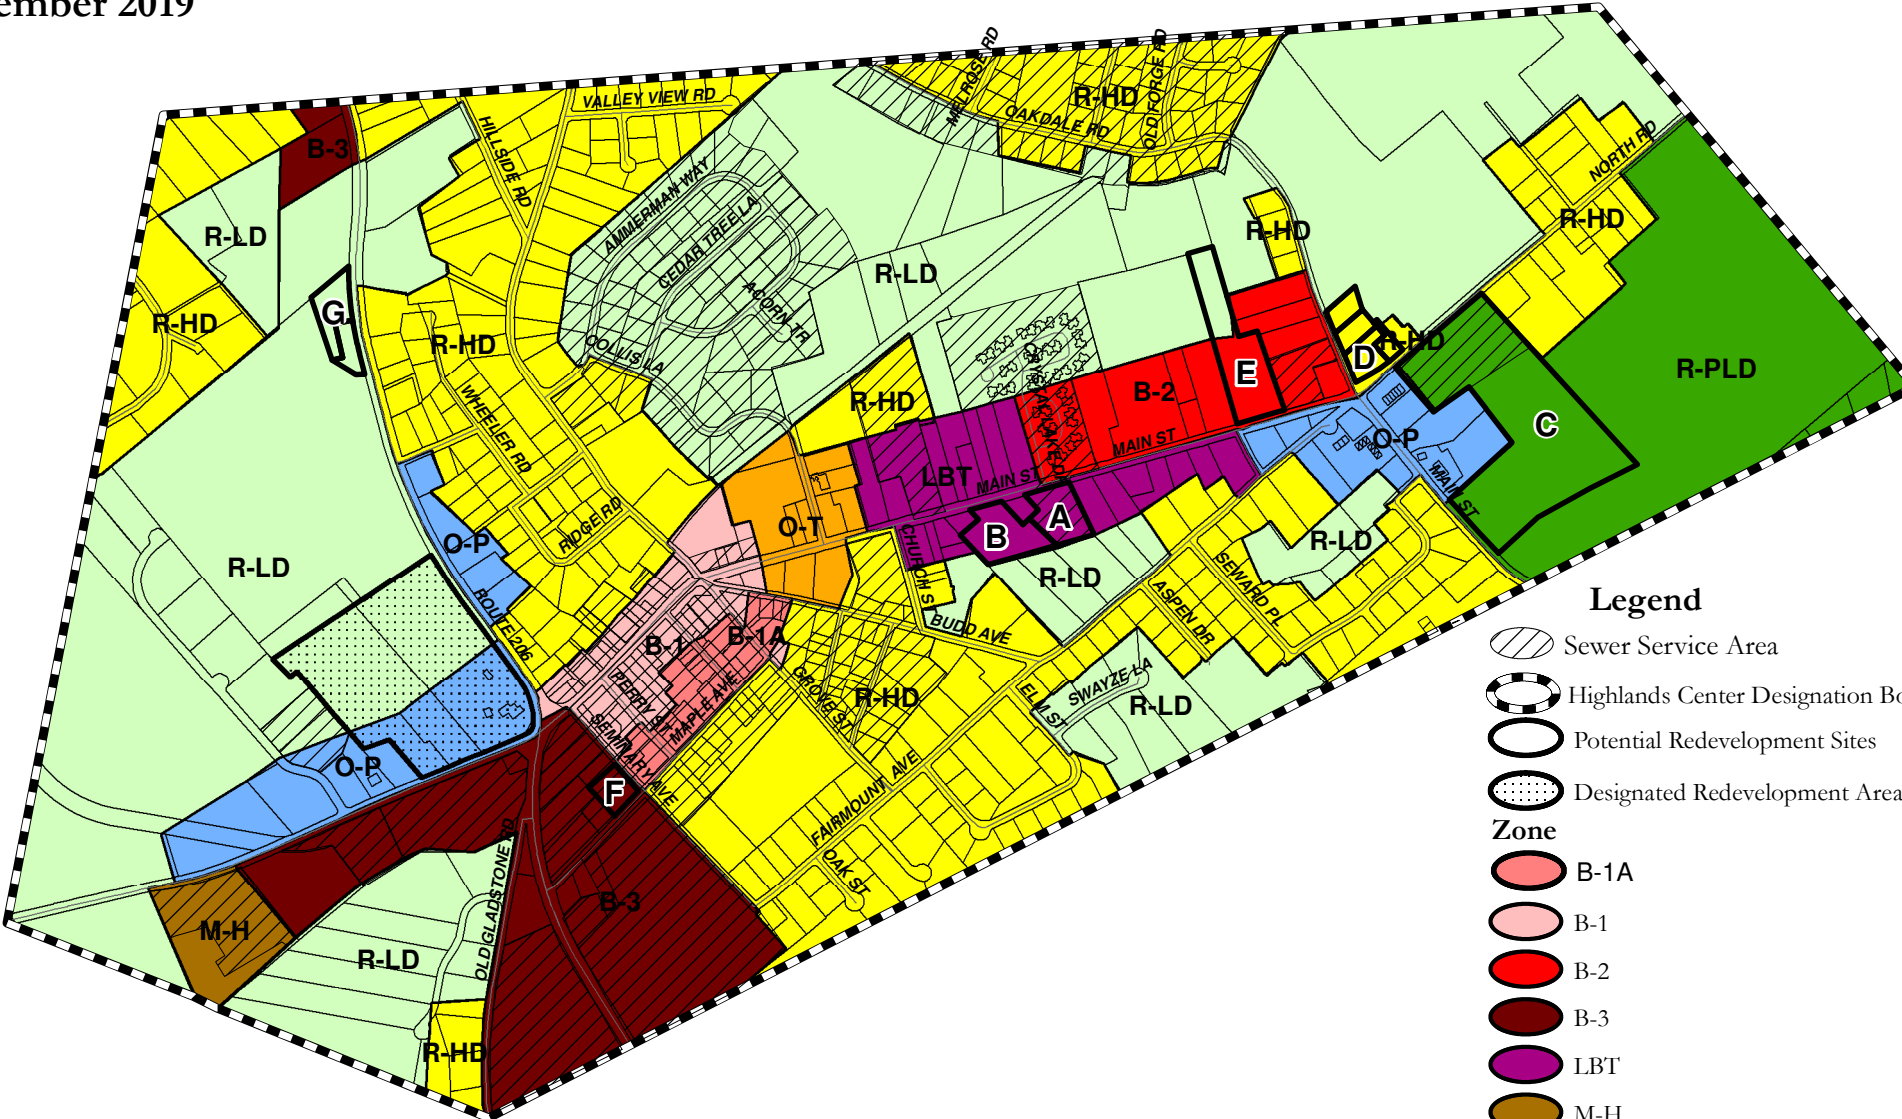 ember 2019
MELROSE RD
OLD FORGE RD
VALLEY VIEW RD
R-HD
OAKDALE RD
HILLSIDE RD
B-3
NORTH RD
AMMERMAN WAY
CEDAR TREE LA
R-LD
R-HD
R-HD
R-LD
ACORN TR
G
R-HD
R-HD
COLLIS LA
R-HD
D
R-PLD
E
B-2
R-HD
WHEELER RD
C
MAIN ST
O-P
LBT
MAIN ST
MAIN ST
RIDGE RD
O-T
A
B
O-P
CHURCH S
R-LD
R-LD
R-LD
SEWARD PL
ASPEN DR
ROUTE 206
BUDD AVE
B-1
B-1A
PERRY ST
MAPLE AVE
GROVE ST
R-HD
SWAYZE LA
ELM ST
R-LD
SEMINARY AVE
O-P
F
FAIRMOUNT AVE
OAK ST
OLD GLADSTONE RD
B-3
M-H
R-LD
R-HD
Legend
Sewer Service Area
Highlands Center Designation Bo
Potential Redevelopment Sites
Designated Redevelopment Area
Zone
B-1A
B-1
B-2
B-3
LBT
M-H